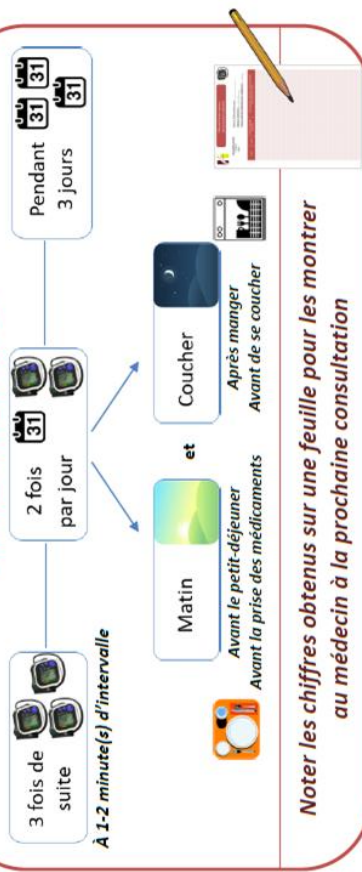 3 fois de
suite
À 1-2 minute(s) d'intervalle
2 fois
par jour
31
Pendant
3 jours
31
31
31
Matin
Avant le petit-déjeuner
Avant la prise des médicaments
et
Coucher
Après manger
Avant de se coucher
Noter les chiffres obtenus sur une feuille pour les montrer
au médecin à la prochaine consultation